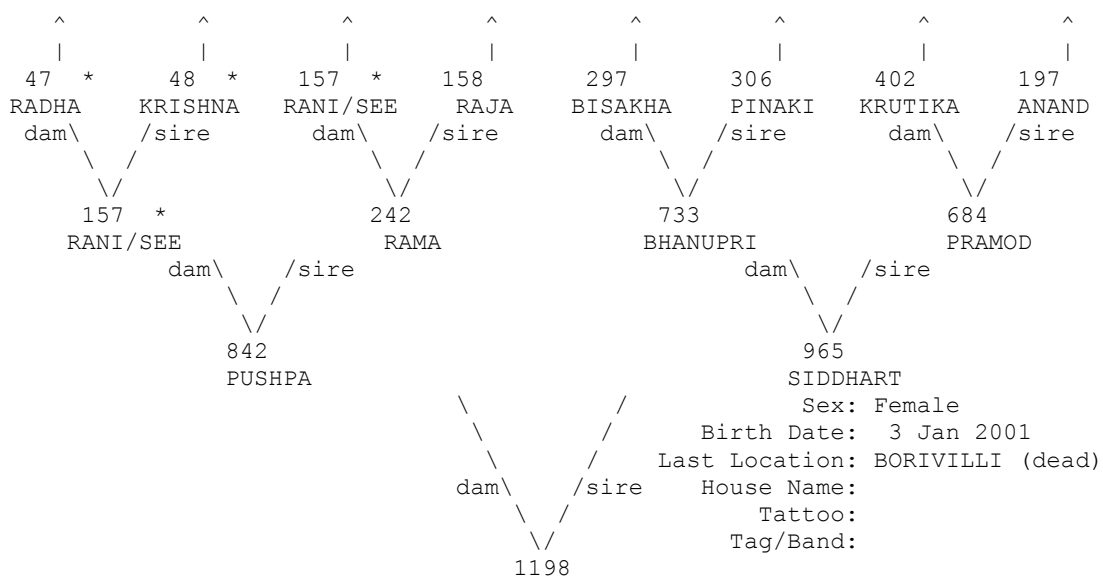 ^ ^ ^ ^ ^ ^ ^ ^
| | | | | | | |
47 * 48 * 157 * 158 297 306 402 197
RADHA KRISHNA RANI/SEE RAJA BISAKHA PINAKI KRUTIKA ANAND
dam\ /sire dam\ /sire dam\ /sire dam\ /sire
\ / \ / \ / \ /
\/ \/ \/ \/
157 * 242 733 684
RANI/SEE RAMA BHANUPRI PRAMOD
dam\ /sire dam\ /sire
\ / \ /
\/ \/
842 965
PUSHPA SIDDHART
\ / Sex: Female
\ / Birth Date: 3 Jan 2001
\ / Last Location: BORIVILLI (dead)
dam\ /sire House Name:
\ / Tattoo:
\/ Tag/Band:
1198